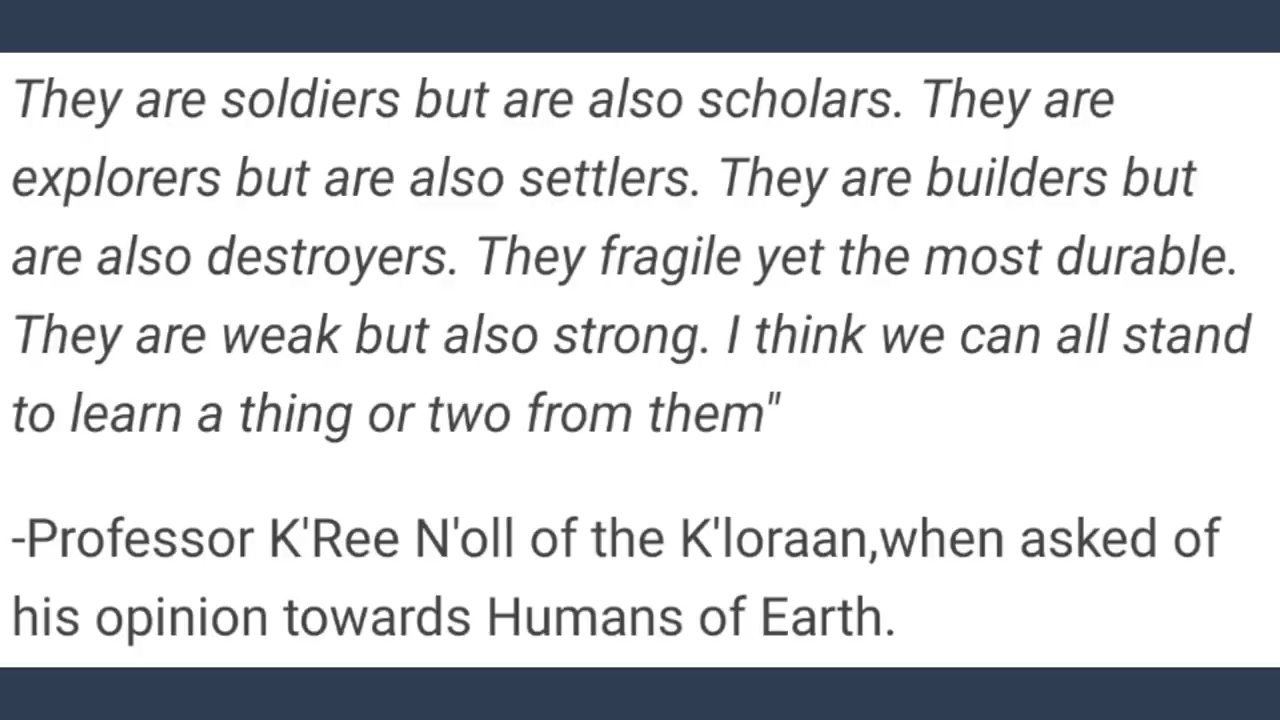 They are soldiers but are also scholars. They are
explorers but are also settlers. They are builders but
are also destroyers. They fragile yet the most durable.
They are weak but also strong. I think we can all stand
to learn a thing or two from them"
-Professor K'Ree N'oll of the K'loraan,when asked of
his opinion towards Humans of Earth.